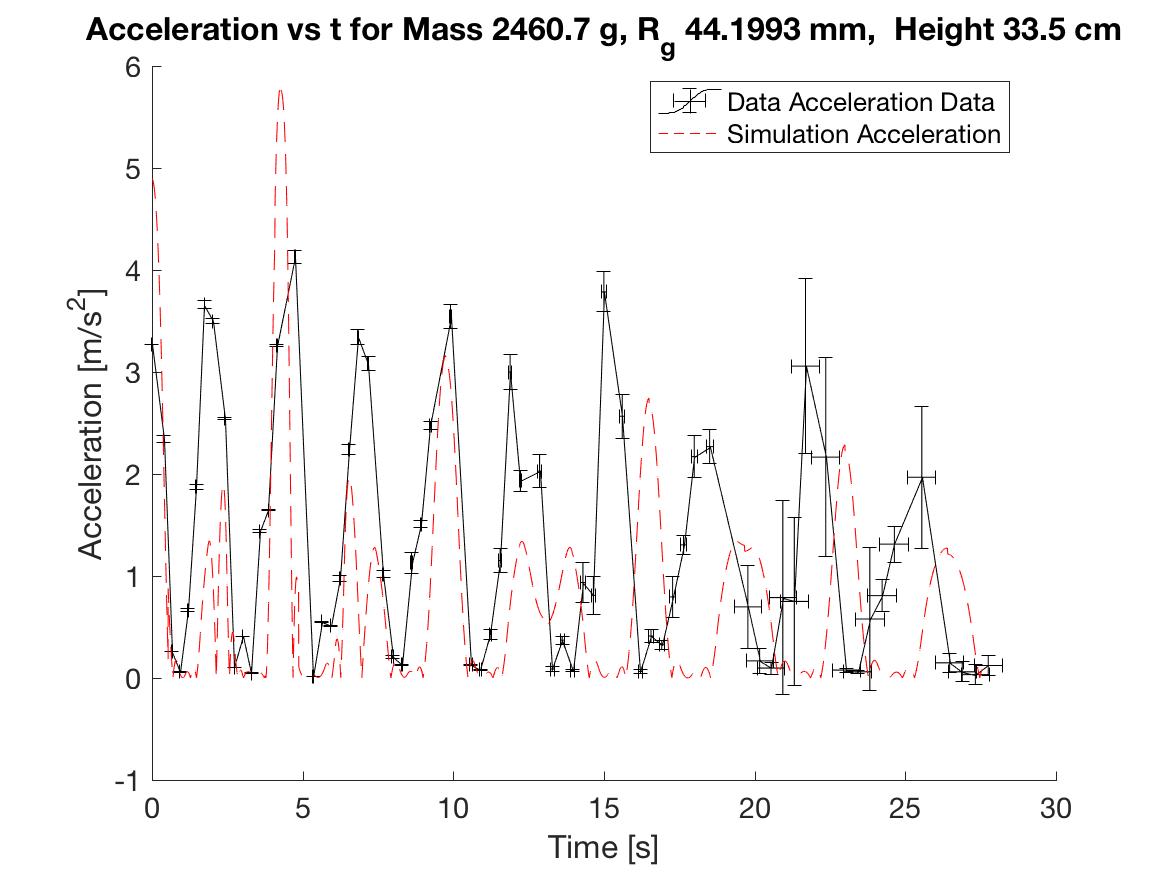 Acceleration vs t for Mass 2460.7 g, R_g 44.1993 mm,  Height 33.5 cm
Data Acceleration Data
Simulation Acceleration
Acceleration [m/s^2]
6
5
4
3
2
1
0
-1
0 5 10 15 20 25 30
Time [s]